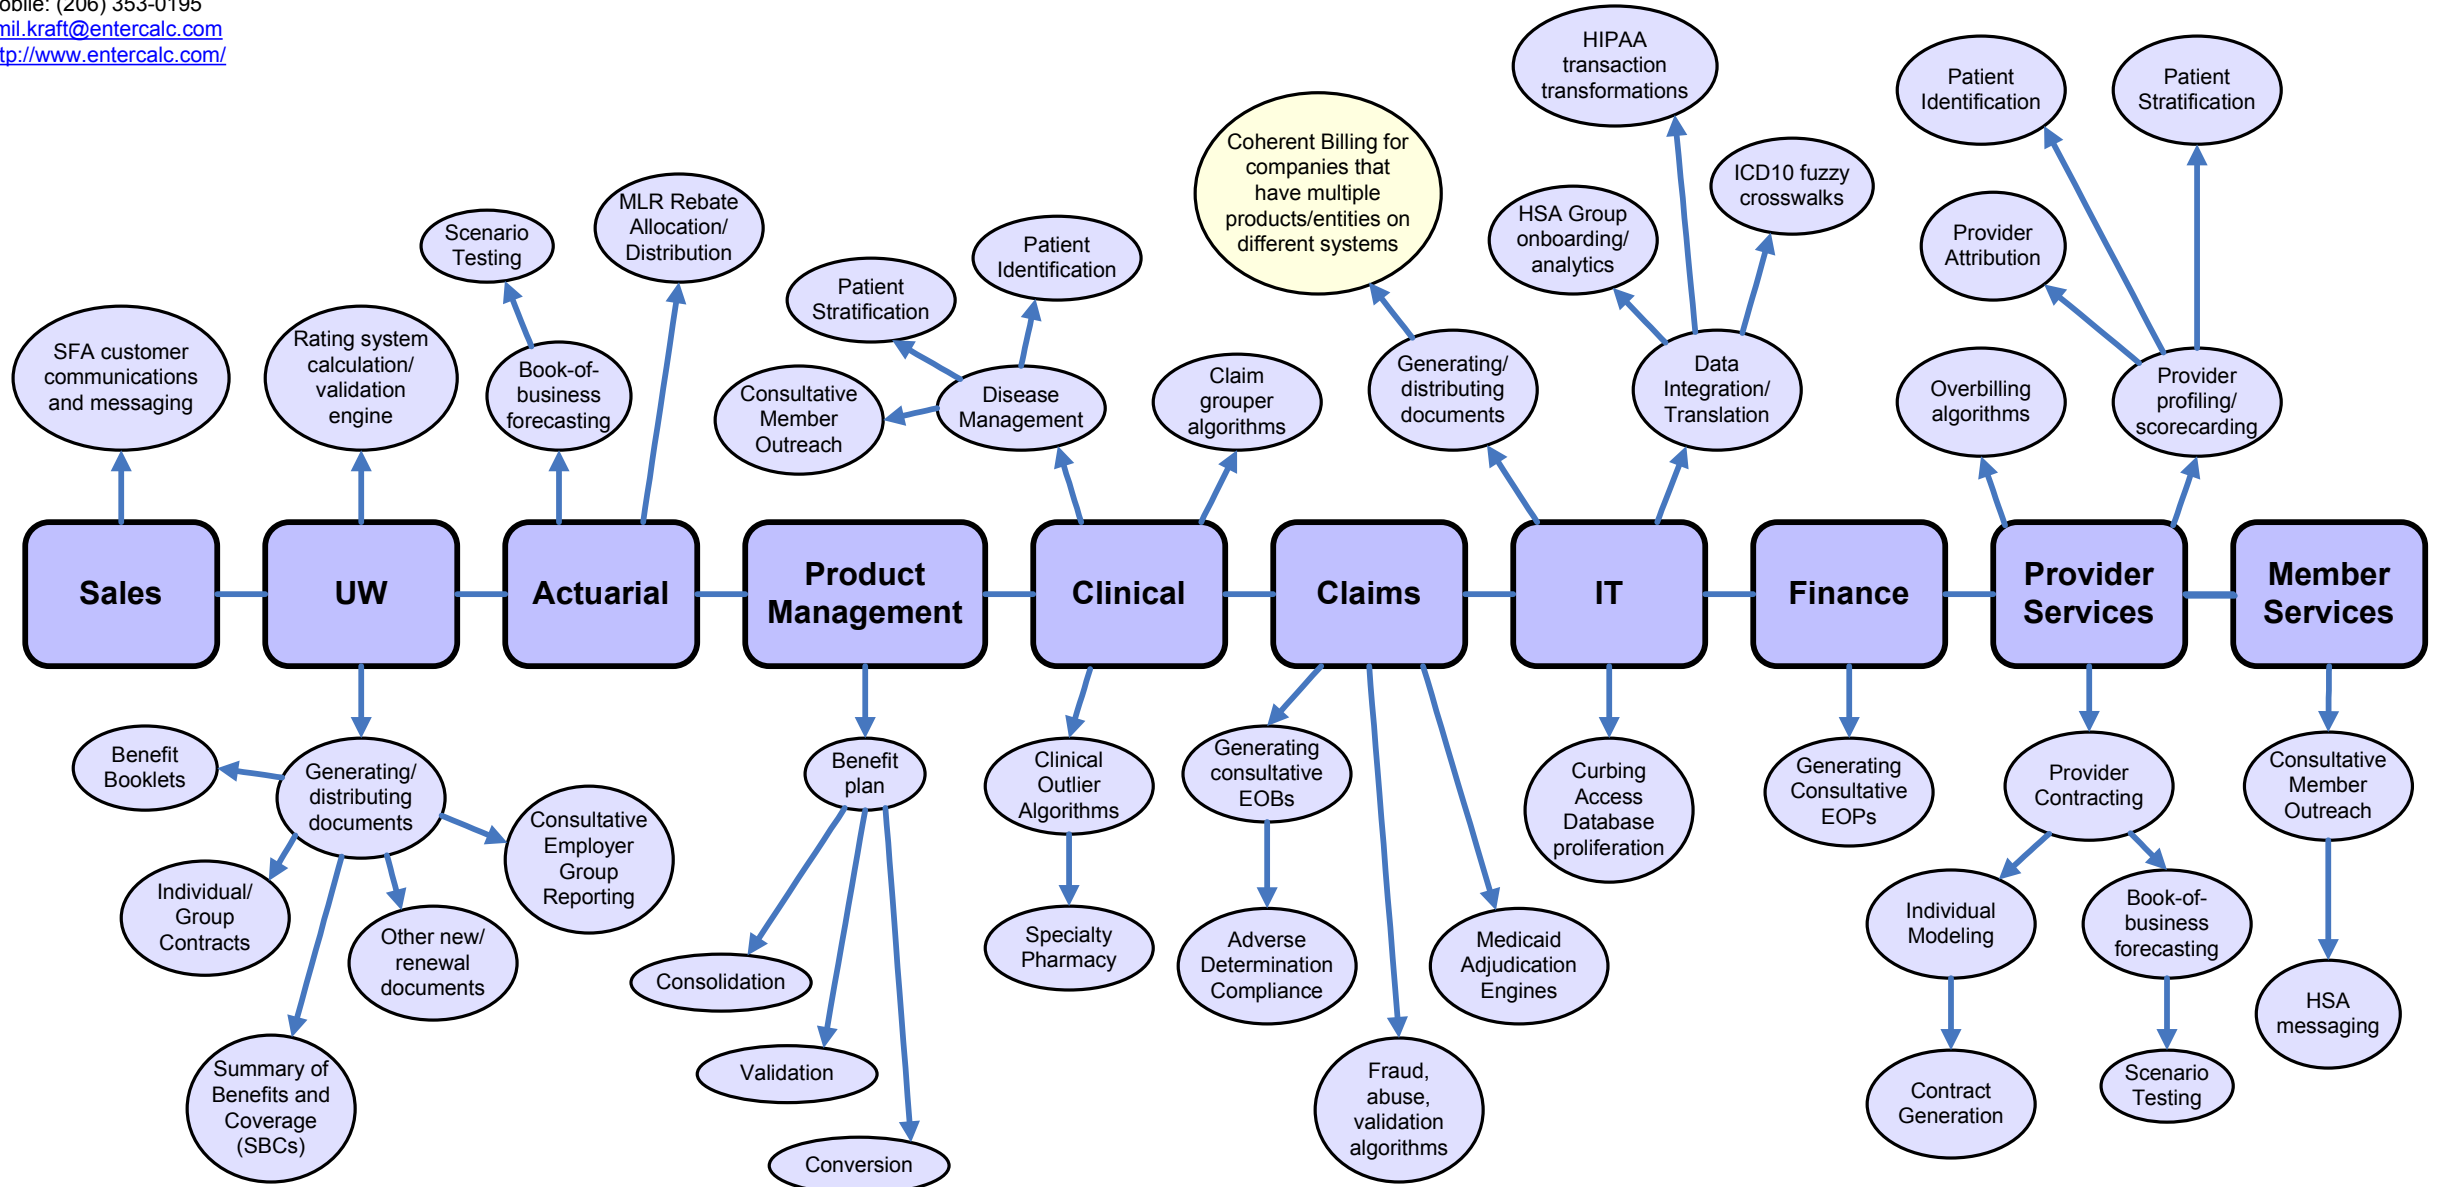 obile: (206) 353-0195
mil.kraft@entercalc.com
tp://www.entercalc.com/
HIPAA
transaction
transformations
Patient
Identification
Patient
Stratification
Coherent Billing for
companies that
have multiple
products/entities on
different systems
ICD10 fuzzy
crosswalks
MLR Rebate
Allocation/
Distribution
Scenario
Testing
Patient
Identification
HSA Group
onboarding/
analytics
Provider
Attribution
Patient
Stratification
SFA customer
communications
and messaging
Rating system
calculation/
validation
engine
Book-of-
business
forecasting
Consultative
Member
Outreach
Disease
Management
Claim
grouper
algorithms
Generating/
distributing
documents
Data
Integration/
Translation
Overbilling
algorithms
Provider
profiling/
scorecarding
Sales
UW
Actuarial
Product
Management
Clinical
Claims
IT
Finance
Provider
Services
Member
Services
Benefit
Booklets
Generating/
distributing
documents
Consultative
Employer
Group
Reporting
Individual/
Group
Contracts
Other new/
renewal
documents
Summary of
Benefits and
Coverage
(SBCs)
Benefit
plan
Consolidation
Validation
Conversion
Clinical
Outlier
Algorithms
Specialty
Pharmacy
Generating
consultative
EOBs
Adverse
Determination
Compliance
Fraud,
abuse,
validation
algorithms
Medicaid
Adjudication
Engines
Curbing
Access
Database
proliferation
Generating
Consultative
EOPs
Provider
Contracting
Individual
Modeling
Book-of-
business
forecasting
Contract
Generation
Scenario
Testing
Consultative
Member
Outreach
HSA
messaging